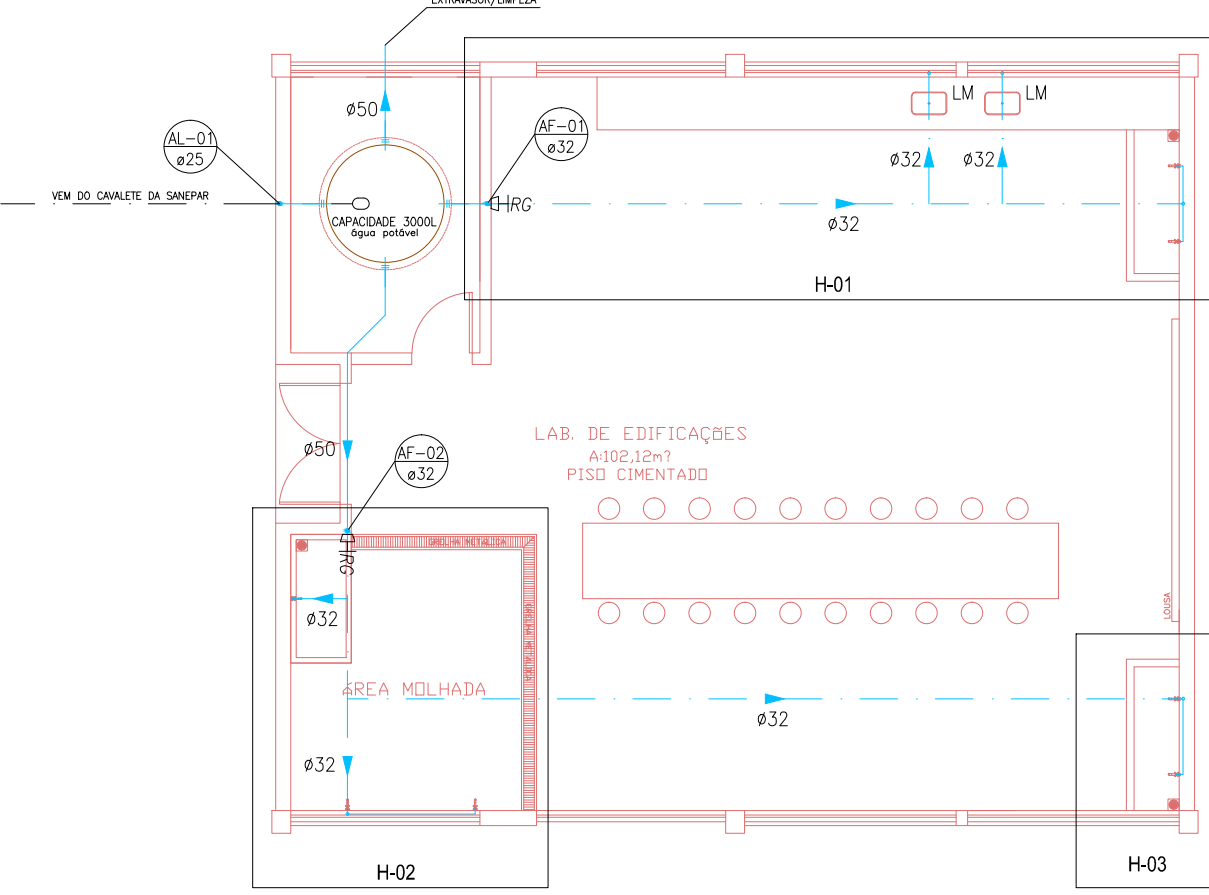 EXTRAVASOR/LIMPEZA
ø50
AL-01
ø25
AF-01
ø32
LM
LM
ø32
ø32
VEM DO CAVALETE DA SANEPAR
CAPACIDADE 3000L
água potável
RG
ø32
H-01
ø50
AF-02
ø32
LAB. DE EDIFICAÇÕES
A:102,12m?
PISO CIMENTADO
GRELHA METALICA
RG
GRELHA METALICA
LOUSA
ø32
ÁREA MOLHADA
ø32
ø32
H-02
H-03